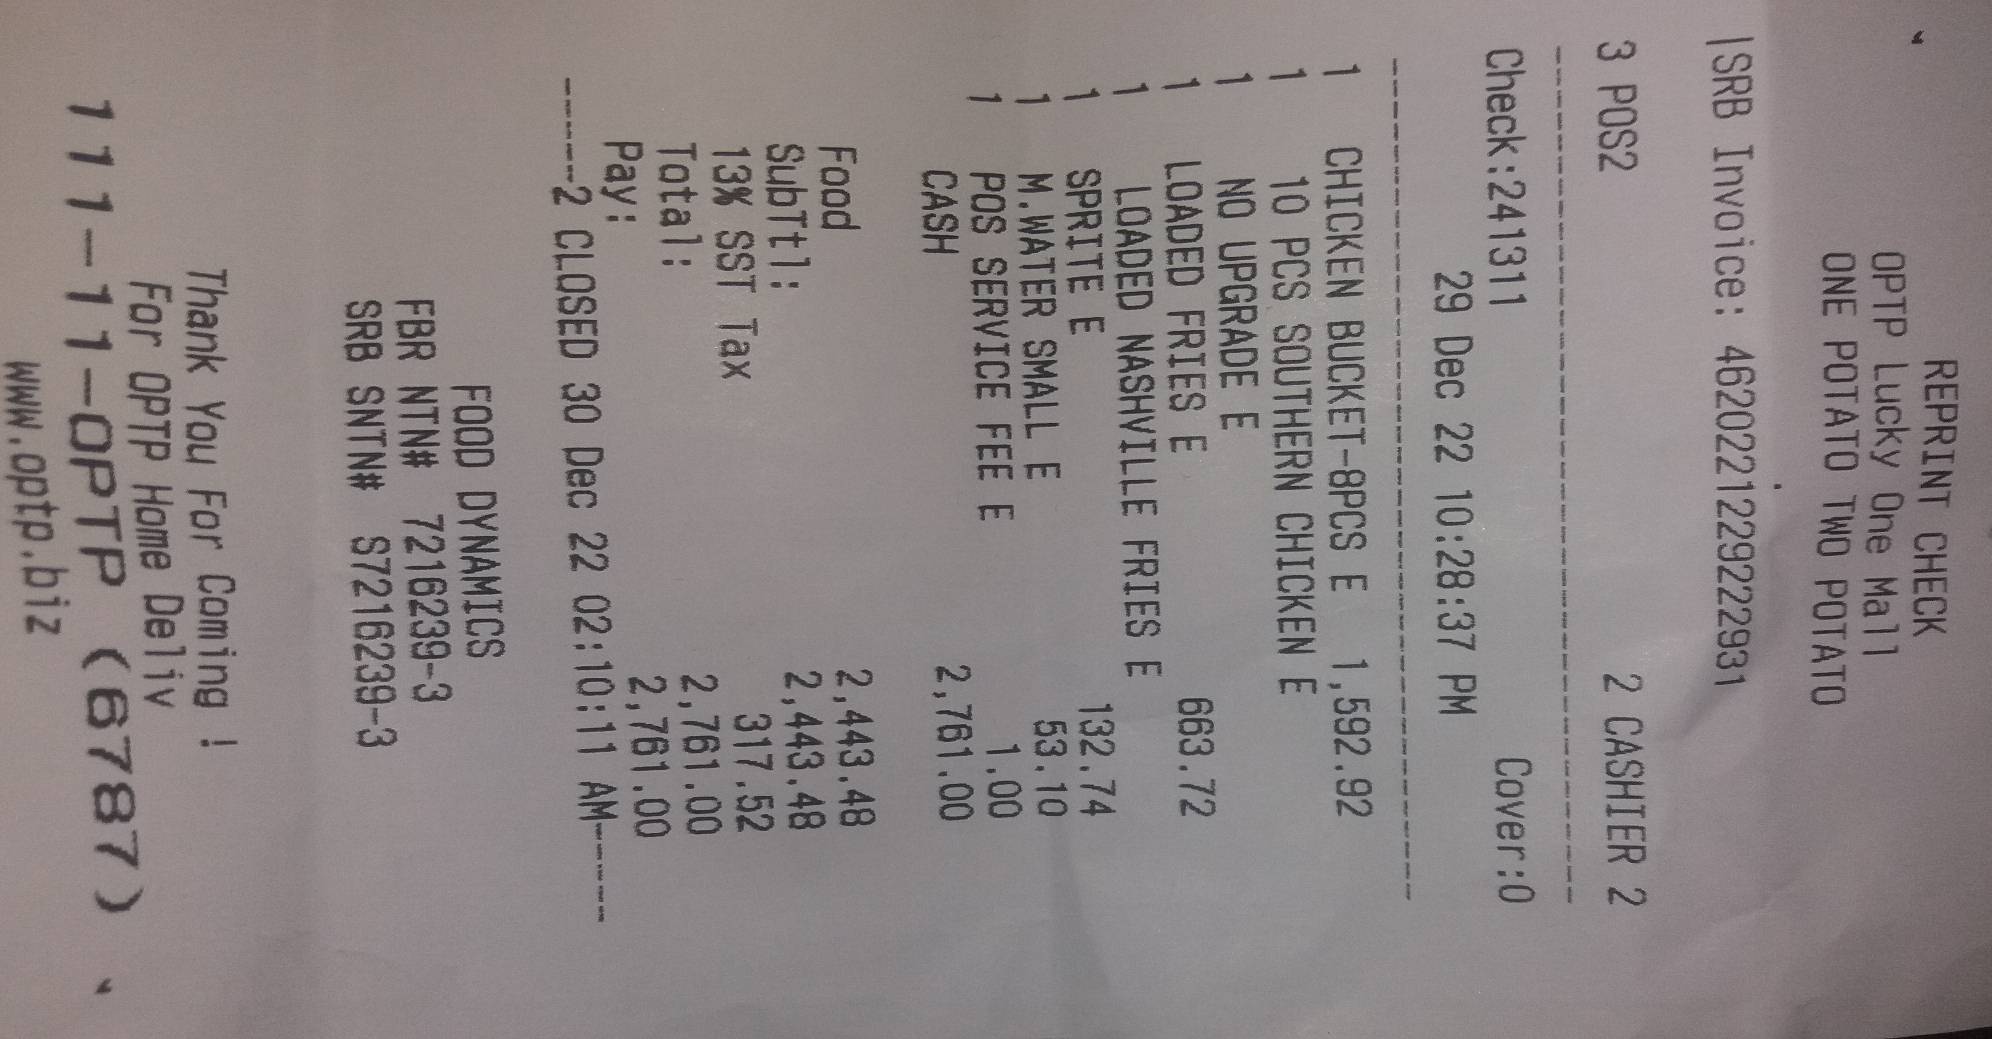 REPRINT CHECK
OPTP Lucky One Mall
ONE POTATO TWO POTATO
|SRB Invoice: 46202212292222931
3 POS2 2 CASHIER 2
--------------------------------
Check:241311 Cover:0
29 Dec 22 10:28:37 PM
--------------------------------
1 CHICKEN BUCKET-8PCS E 1,592.92
1 10 PCS SOUTHERN CHICKEN E
1 NO UPGRADE E
1 LOADED FRIES E 663.72
1 LOADED NASHVILLE FRIES E
1 SPRITE E 132.74
1 M.WATER SMALL E 53.10
1 POS SERVICE FEE E 1.00
CASH 2,761.00
Food 2,443.48
SubTtl: 2,443.48
13% SST Tax 317.52
Total: 2,761.00
Pay: 2,761.00
------2 CLOSED 30 Dec 22 02:10:11 AM------
FOOD DYNAMICS
FBR NTN# 7216239-3
SRB SNTN# S7216239-3
Thank You For Coming !
For OPTP Home Deliv
111-11-OPTP (6787)
www.optp.biz